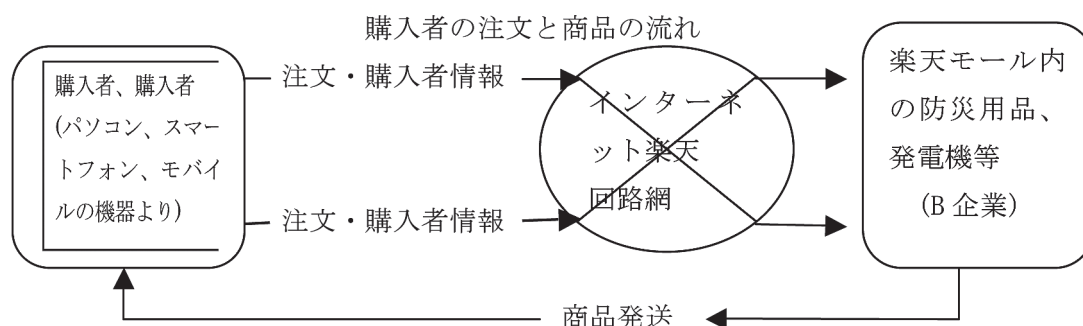 購入者の注文と商品の流れ
購入者、購入者
(パソコン、スマー
トフォン、モバイ
ルの機器より)
注文・購入者情報
注文・購入者情報
インターネ
ット楽天
回路網
楽天モール内
の防災用品、
発電機等
(B 企業)
商品発送